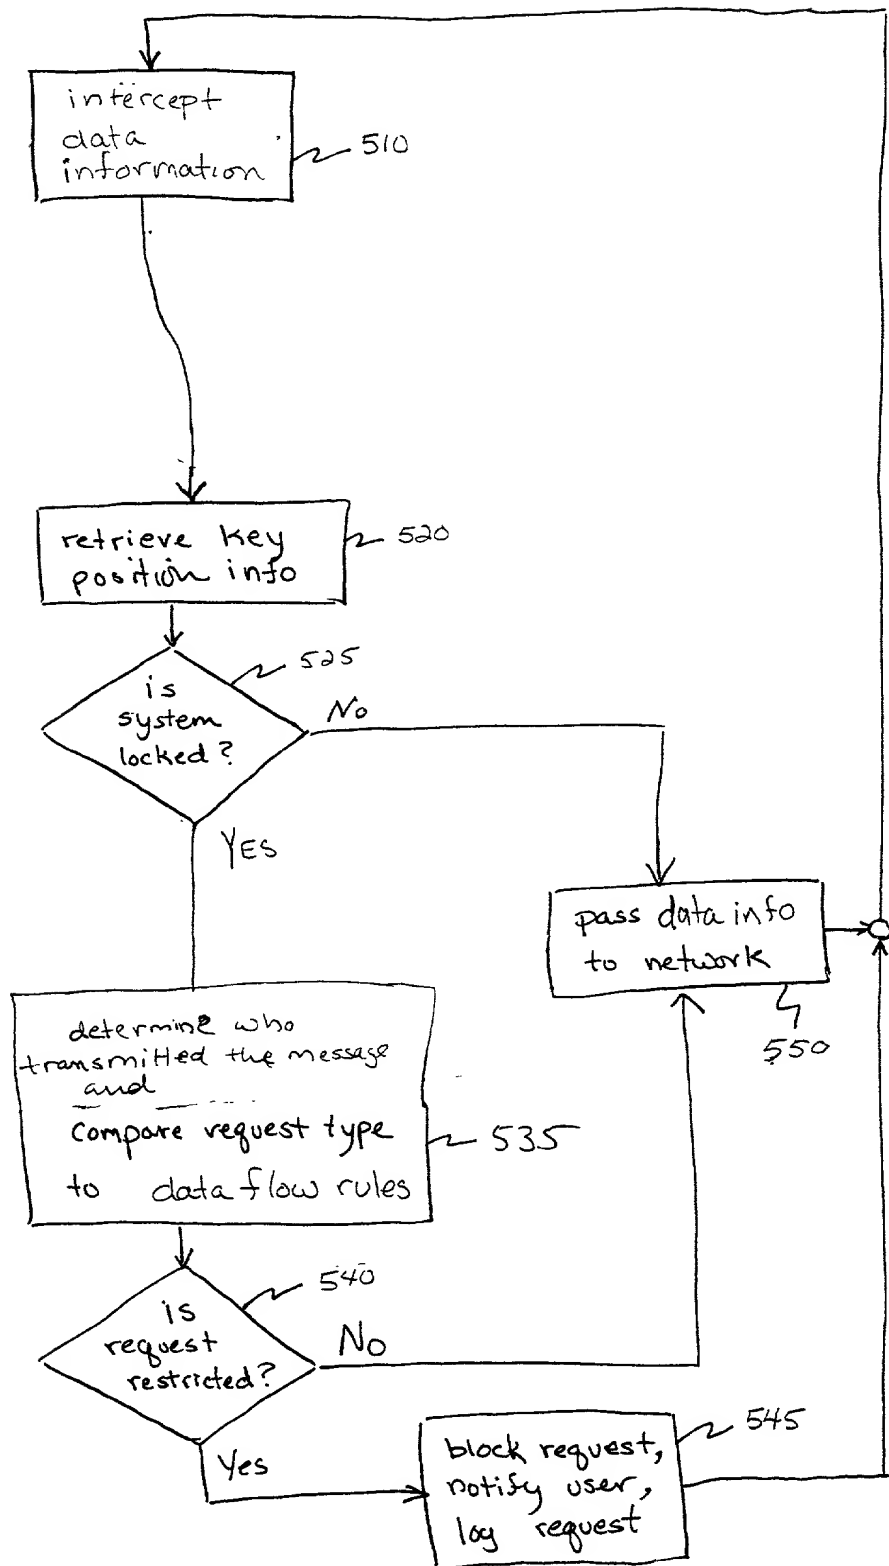 intercept
data
information
510
retrieve key
position info
520
525
is
system
locked?
No
YES
pass data info
to network
550
determine who
transmitted the message
and
compare request type
to data flow rules
535
540
is
request
restricted?
No
Yes
block request,
notify user,
log request
545